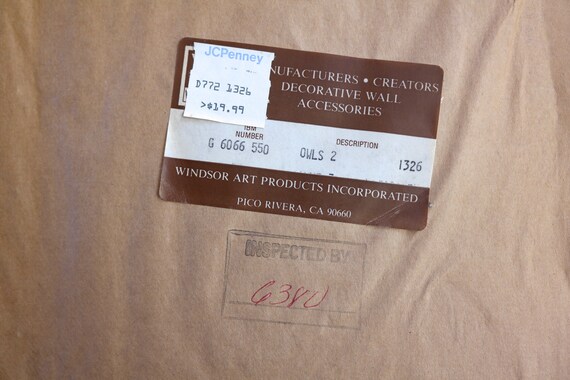 JCPenney
D772 1326
>$19.99
NUFACTURERS • CREATORS
DECORATIVE WALL
ACCESSORIES
IBM
NUMBER
DESCRIPTION
G 6066 550 OWLS 2 1326
WINDSOR ART PRODUCTS INCORPORATED
PICO RIVERA, CA 90660
INSPECTED BY